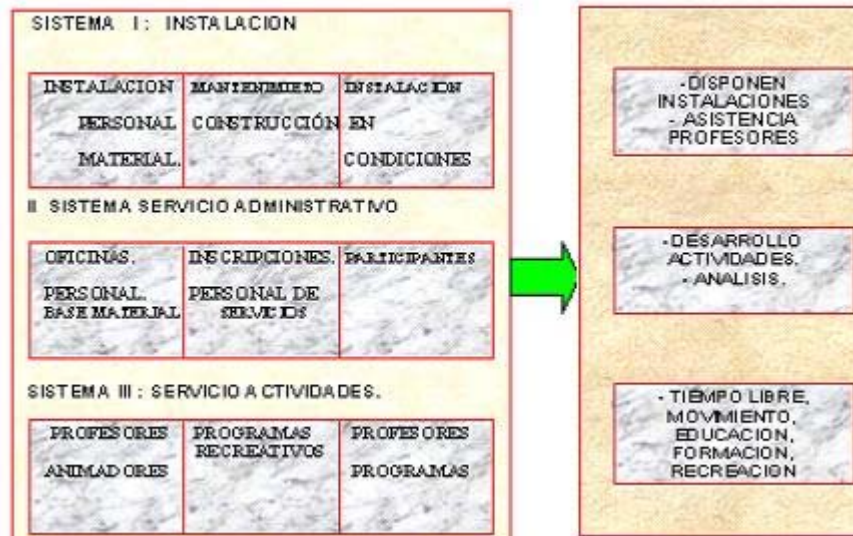 SISTEMA I: INSTALACION
INSTALACION
PERSONAL
MATERIAL.
MANTENIMIETO
CONSTRUCCIÓN
INSTALACION
EN
CONDICIONES
II SISTEMA SERVICIO ADMINISTRATIVO
OFICINAS.
PERSONAL.
BASE MATERIAL
INSCRIPCIONES.
PERSONAL DE
SERVICIOS
PARTICIPANTES
SISTEMA III: SERVICIO ACTIVIDADES.
PROFESORES
ANIMADORES
PROGRAMAS
RECREATIVOS
PROFESORES
PROGRAMAS
-DISPONEN
INSTALACIONES
- ASISTENCIA
PROFESORES
-DESARROLLO
ACTIVIDADES.
- ANALISIS.
- TIEMPO LIBRE,
MOVIMIENTO,
EDUCACION,
FORMACION,
RECREACION